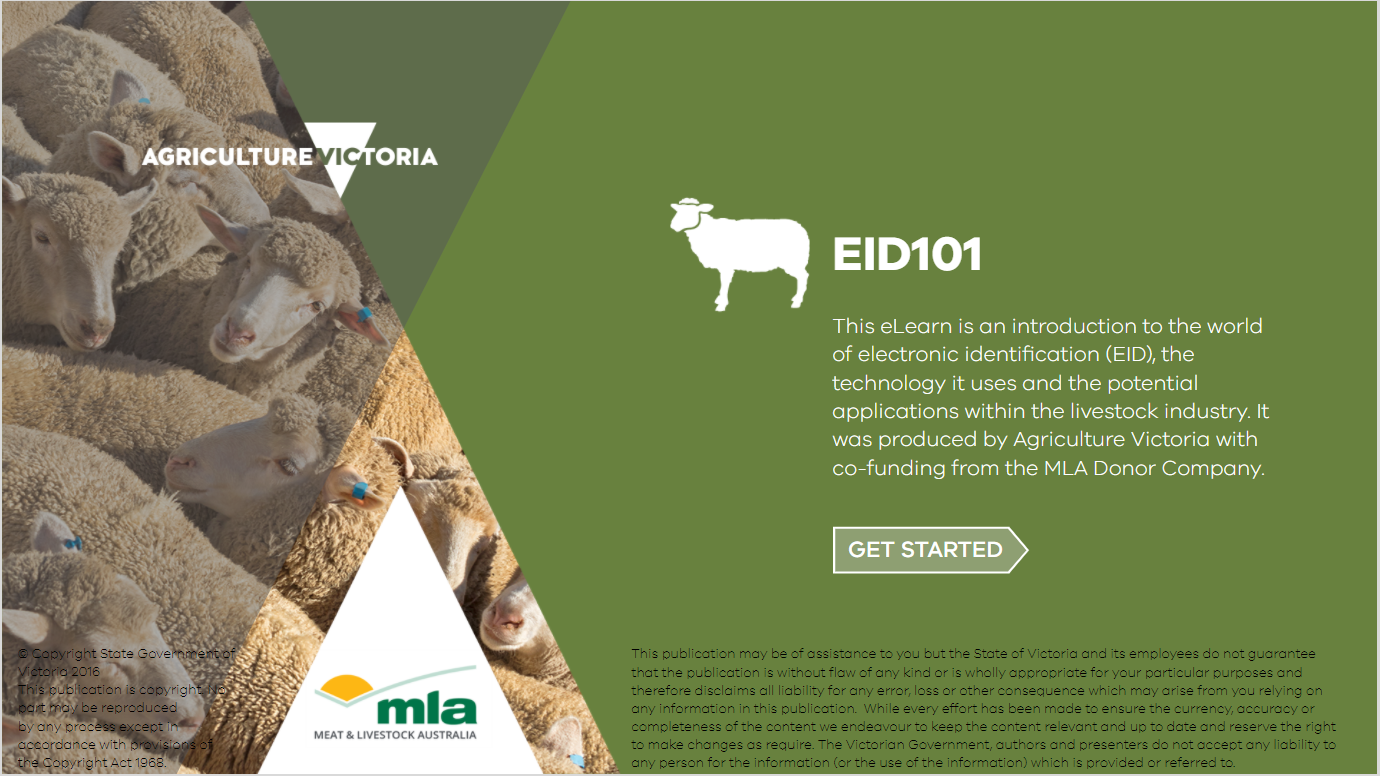 AGRICULTURE VICTORIA
EID101
This eLearn is an introduction to the world
of electronic identification (EID), the
technology it uses and the potential
applications within the livestock industry. It
was produced by Agriculture Victoria with
co-funding from the MLA Donor Company.
GET STARTED
mla
MEAT & LIVESTOCK AUSTRALIA
© Copyright State Government of
Victoria 2016
This publication is copyright. No
part may be reproduced
by any process except in
accordance with provisions of
the Copyright Act 1968.
This publication may be of assistance to you but the State of Victoria and its employees do not guarantee
that the publication is without flaw of any kind or is wholly appropriate for your particular purposes and
therefore disclaims all liability for any error, loss or other consequence which may arise from you relying on
any information in this publication. While every effort has been made to ensure the currency, accuracy or
completeness of the content we endeavour to keep the content relevant and up to date and reserve the right
to make changes as require. The Victorian Government, authors and presenters do not accept any liability to
any person for the information (or the use of the information) which is provided or referred to.